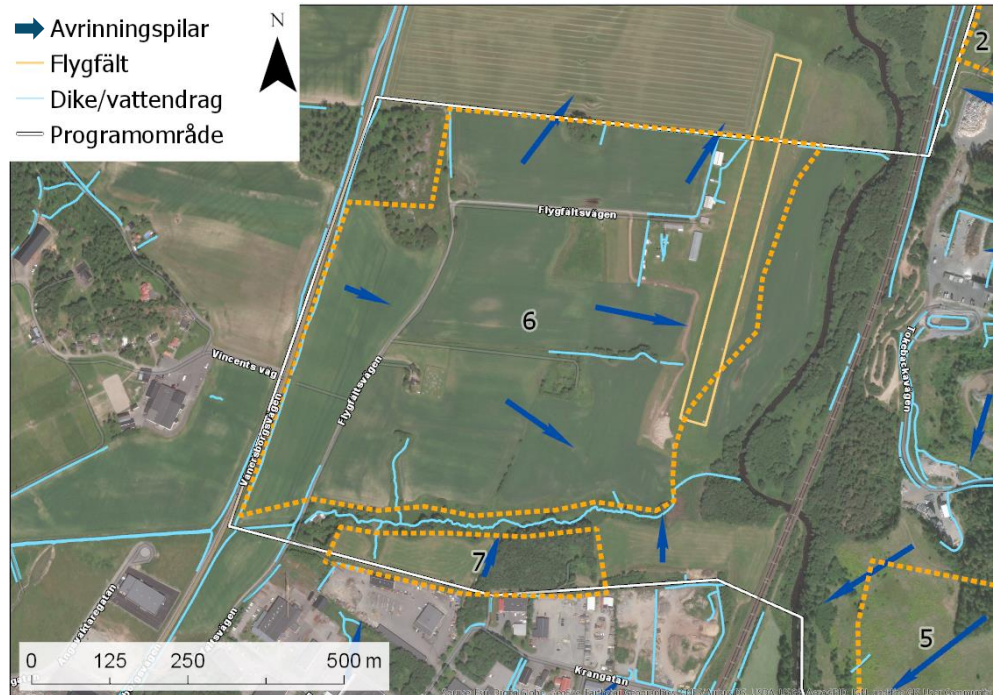 Avrinningspilar
Flygfält
Dike/vattendrag
Programområde
N
2
Flygfältsvägen
6
Vincents väg
Flygfältsvägen
Vänersborgsvägen
Tokebackavägen
7
5
Krangatan
0 125 250 500 m